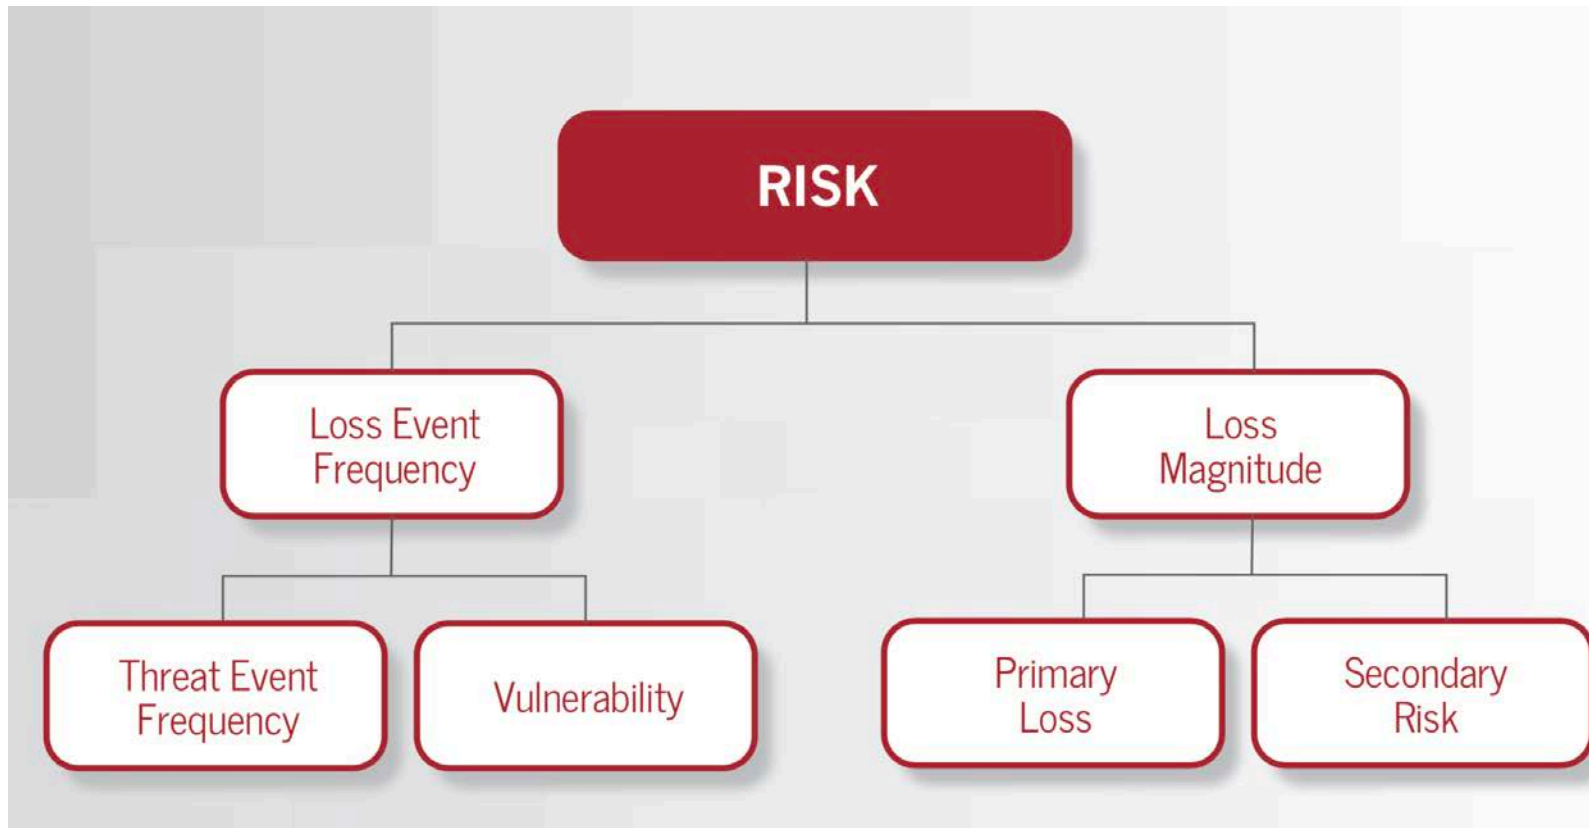 RISK
Loss Event
Frequency
Loss
Magnitude
Threat Event
Frequency
Vulnerability
Primary
Loss
Secondary
Risk